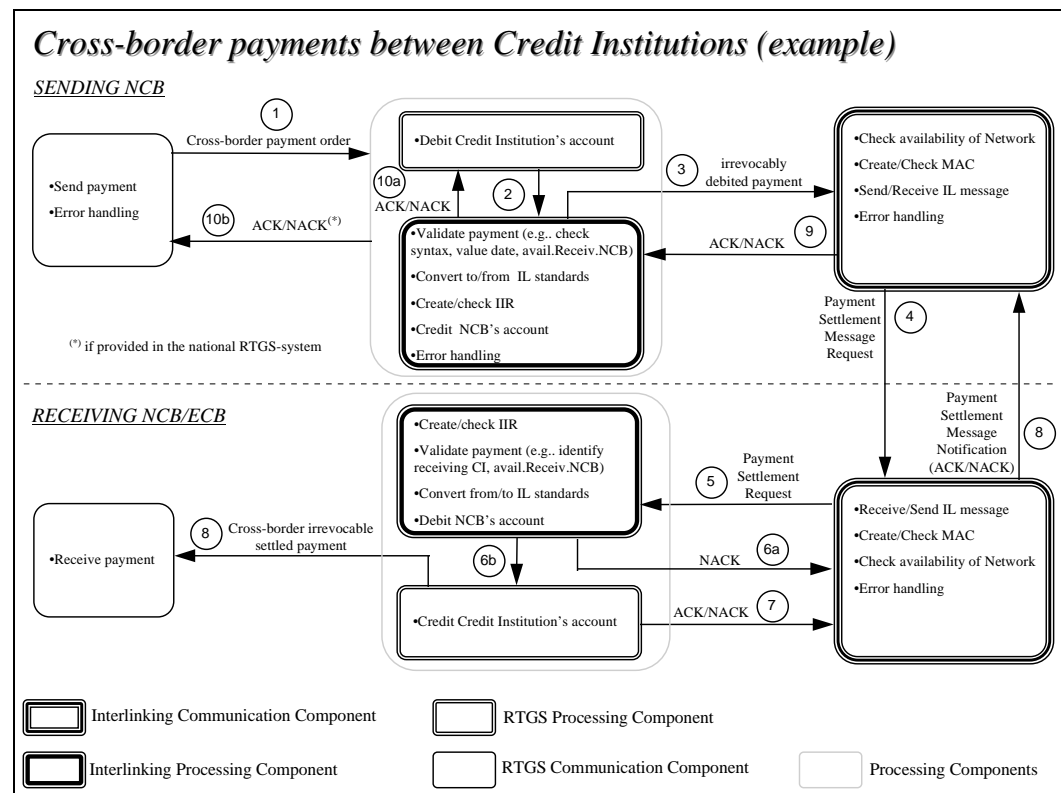 Cross-border payments between Credit Institutions (example)
SENDING NCB
1
Cross-border payment order
•Send payment
•Error handling
10b
ACK/NACK(*)
(*) if provided in the national RTGS-system
•Debit Credit Institution's account
10a
ACK/NACK
2
•Validate payment (e.g.. check
syntax, value date, avail.Receiv.NCB)
•Convert to/from IL standards
•Create/check IIR
•Credit NCB's account
•Error handling
3
irrevocably
debited payment
ACK/NACK
9
•Check availability of Network
•Create/Check MAC
•Send/Receive IL message
•Error handling
Payment
Settlement
Message
Request
4
RECEIVING NCB/ECB
Payment
Settlement
Message
Notification
(ACK/NACK)
8
•Create/check IIR
•Validate payment (e.g.. identify
receiving CI, avail.Receiv.NCB)
•Convert from/to IL standards
•Debit NCB's account
5
Payment
Settlement
Request
•Receive/Send IL message
•Create/Check MAC
•Check availability of Network
•Error handling
8
Cross-border irrevocable
settled payment
•Receive payment
6b
NACK
6a
•Credit Credit Institution's account
ACK/NACK
7
Interlinking Communication Component
RTGS Processing Component
Interlinking Processing Component
RTGS Communication Component
Processing Components